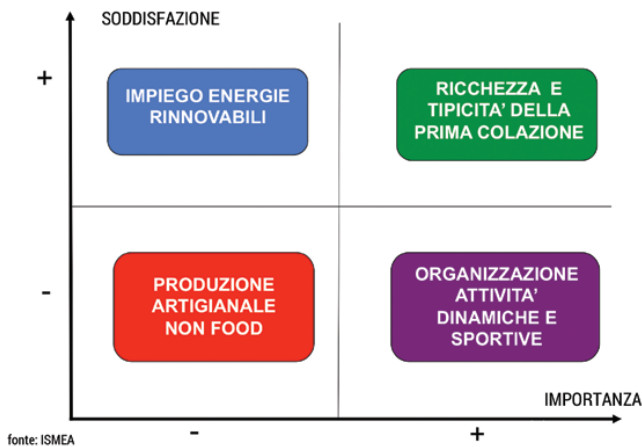 SODDISFAZIONE
+
IMPIEGO ENERGIE
RINNOVABILI
RICCHEZZA E
TIPICITA' DELLA
PRIMA COLAZIONE
-
PRODUZIONE
ARTIGIANALE
NON FOOD
ORGANIZZAZIONE
ATTIVITA'
DINAMICHE E
SPORTIVE
IMPORTANZA
- +
fonte: ISMEA